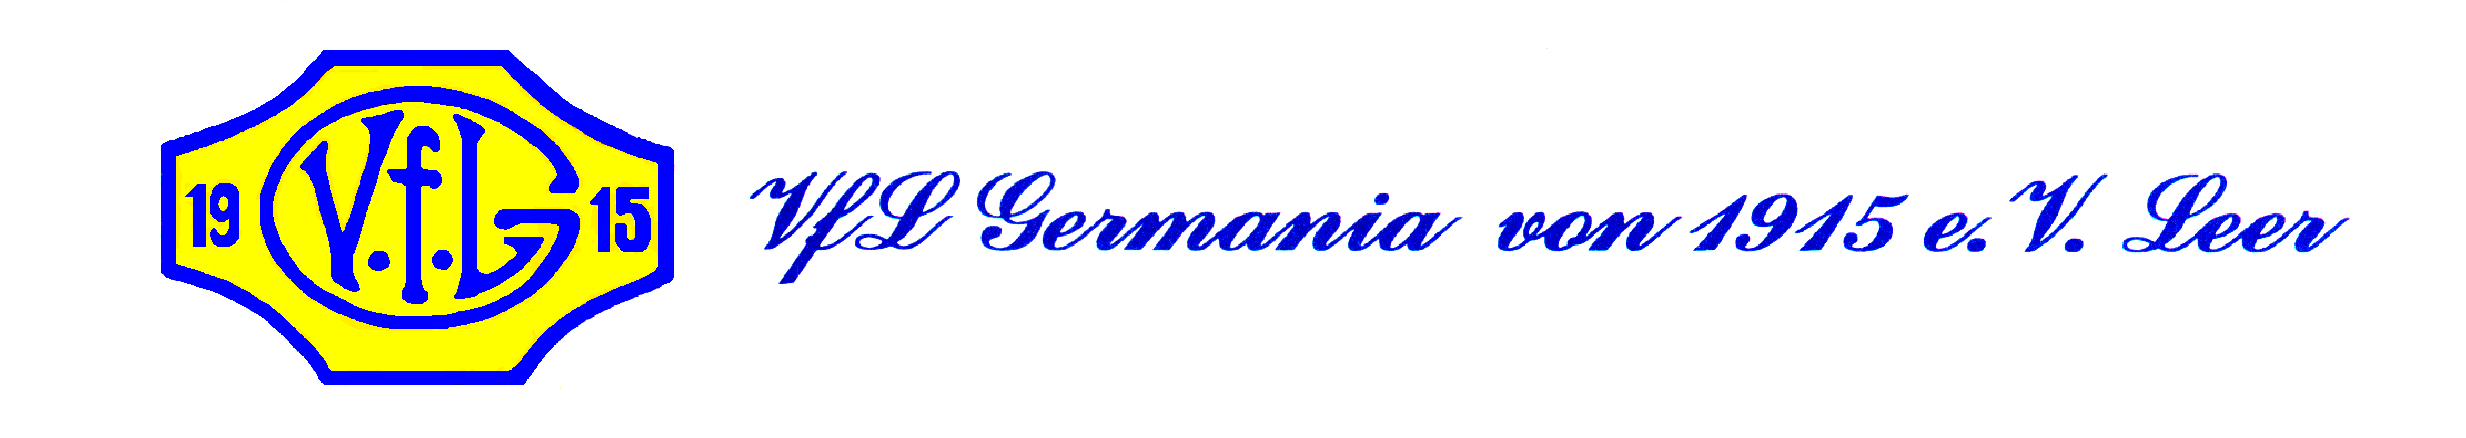 19 V.f.L G 15
VfL Germania von 1915 e. V. Leer